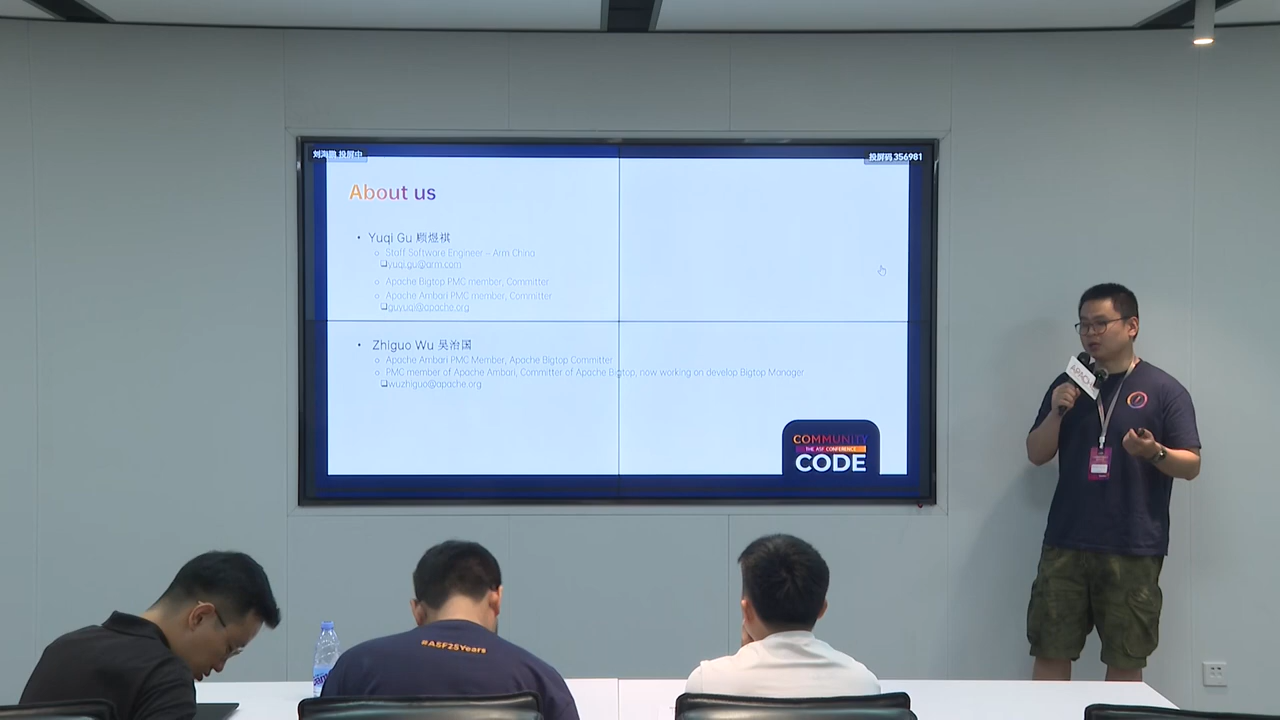 刘海鹏 投屏中
投屏码 356981
About us
• Yuqi Gu 顾煜祺
○ Staff Software Engineer – Arm China
❑yuqi.gu@arm.com
○ Apache Bigtop PMC member, Committer
○ Apache Ambari PMC member, Committer
❑guyuqi@apache.org
• Zhiguo Wu 吴治国
○ Apache Ambari PMC Member, Apache Bigtop Committer
○ PMC member of Apache Ambari, Committer of Apache Bigtop, now working on develop Bigtop Manager
❑wuzhiguo@apache.org
COMMUNITY
THE ASF CONFERENCE
CODE
APACHE
#ASF25Years